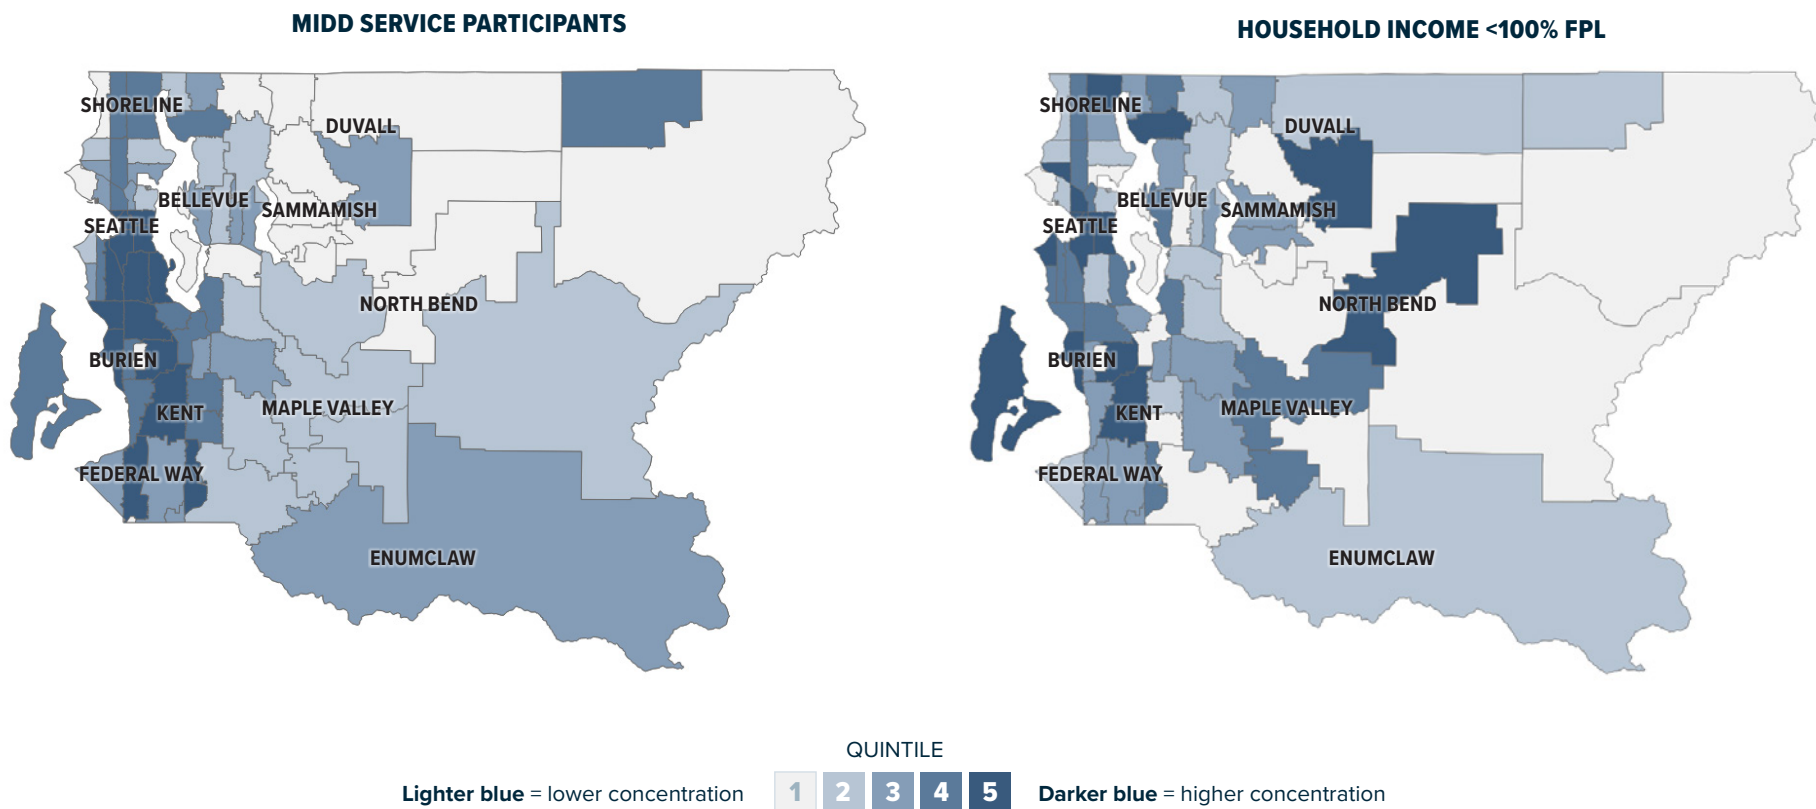 MIDD SERVICE PARTICIPANTS
SHORELINE
DUVALL
BELLEVUE
SAMMAMISH
SEATTLE
NORTH BEND
BURIEN
KENT
MAPLE VALLEY
FEDERAL WAY
ENUMCLAW
HOUSEHOLD INCOME <100% FPL
SHORELINE
DUVALL
BELLEVUE
SAMMAMISH
SEATTLE
NORTH BEND
BURIEN
KENT
MAPLE VALLEY
FEDERAL WAY
ENUMCLAW
QUINTILE
Lighter blue = lower concentration 1 2 3 4 5 Darker blue = higher concentration